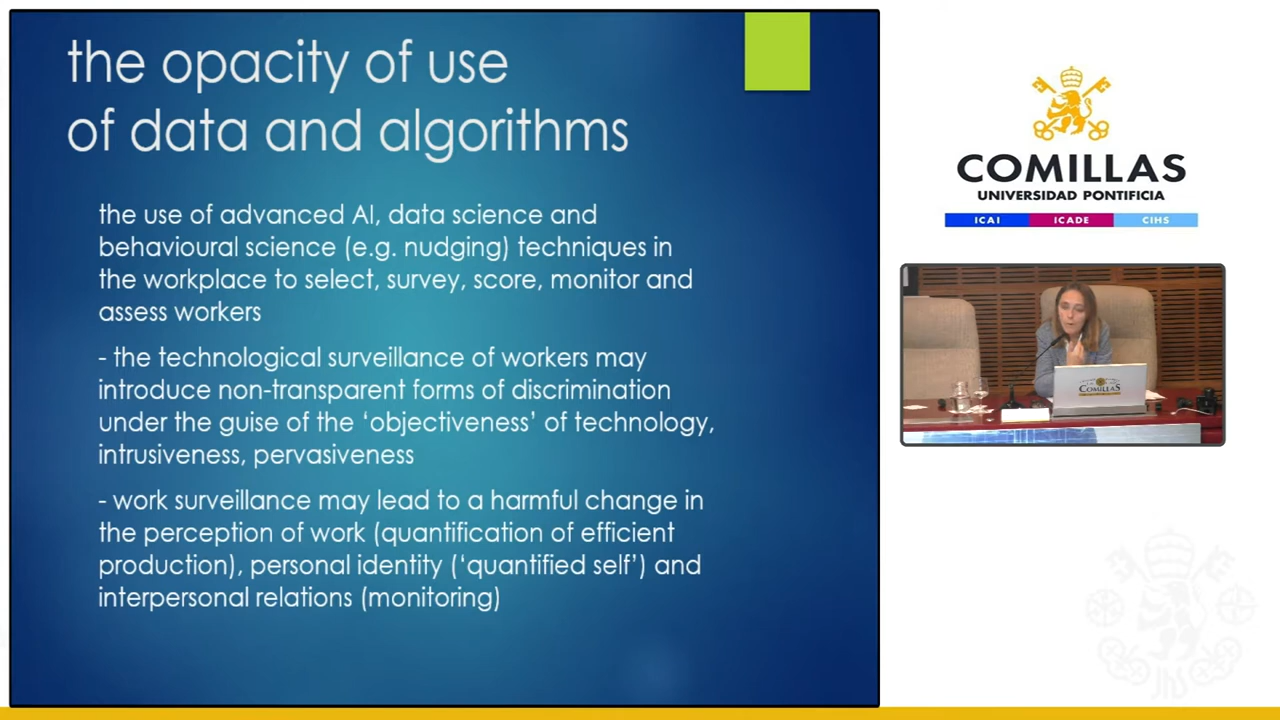 the opacity of use
of data and algorithms
the use of advanced AI, data science and
behavioural science (e.g. nudging) techniques in
the workplace to select, survey, score, monitor and
assess workers
- the technological surveillance of workers may
introduce non-transparent forms of discrimination
under the guise of the ‘objectiveness’ of technology,
intrusiveness, pervasiveness
- work surveillance may lead to a harmful change in
the perception of work (quantification of efficient
production), personal identity (‘quantified self’) and
interpersonal relations (monitoring)
COMILLAS
UNIVERSIDAD PONTIFICIA
ICAI ICADE CIHS
COMILLAS